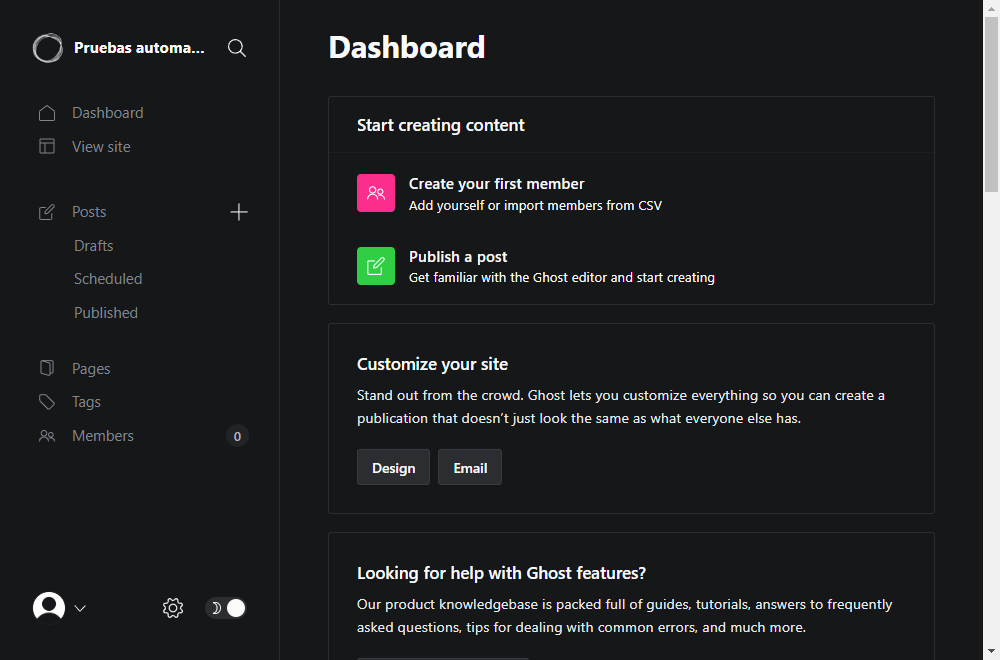 Pruebas automa...
Dashboard
View site
Posts
Drafts
Scheduled
Published
Pages
Tags
Members
0
Dashboard
Start creating content
Create your first member
Add yourself or import members from CSV
Publish a post
Get familiar with the Ghost editor and start creating
Customize your site
Stand out from the crowd. Ghost lets you customize everything so you can create a
publication that doesn’t just look the same as what everyone else has.
Design
Email
Looking for help with Ghost features?
Our product knowledgebase is packed full of guides, tutorials, answers to frequently
asked questions, tips for dealing with common errors, and much more.